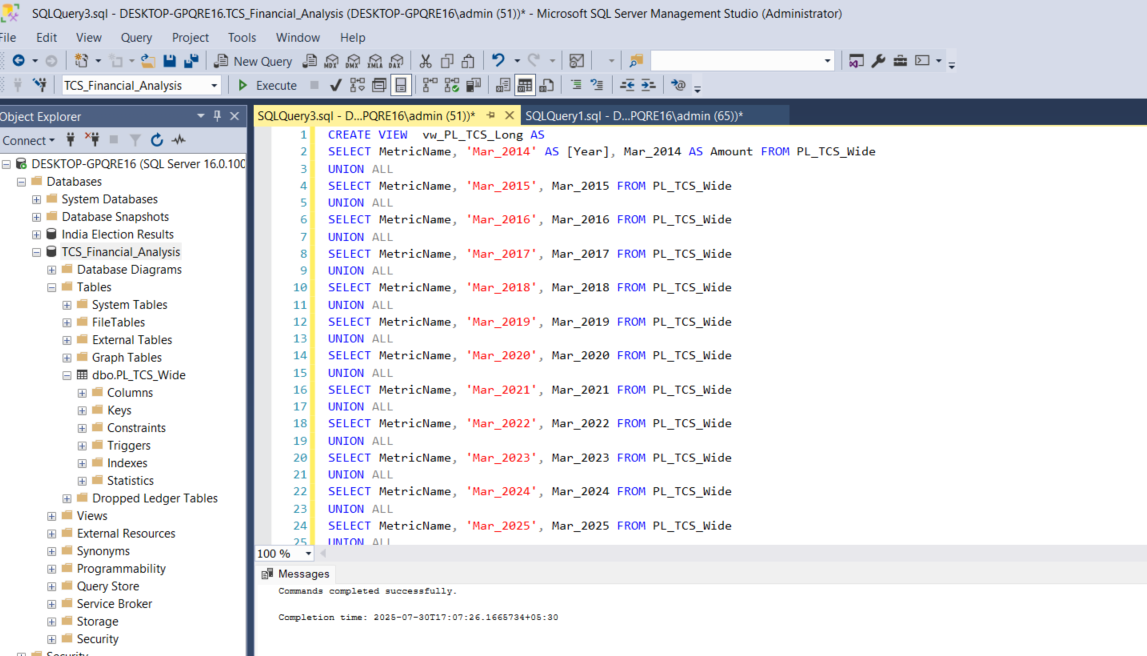 SQLQuery3.sql - DESKTOP-GPQRE16.TCS_Financial_Analysis (DESKTOP-GPQRE16\admin (51))* - Microsoft SQL Server Management Studio (Administrator)
File Edit View Query Project Tools Window Help
New Query MDX DMX XMLA DAX
TCS_Financial_Analysis Execute
Object Explorer
Connect
DESKTOP-GPQRE16 (SQL Server 16.0.100
Databases
System Databases
Database Snapshots
India Election Results
TCS_Financial_Analysis
Database Diagrams
Tables
System Tables
FileTables
External Tables
Graph Tables
dbo.PL_TCS_Wide
Columns
Keys
Constraints
Triggers
Indexes
Statistics
Dropped Ledger Tables
Views
External Resources
Synonyms
Programmability
Query Store
Service Broker
Storage
Security
Security
SQLQuery3.sql - D...PQRE16\admin (51))* SQLQuery1.sql - D...PQRE16\admin (65))*
1 CREATE VIEW vw_PL_TCS_Long AS
2 SELECT MetricName, 'Mar_2014' AS [Year], Mar_2014 AS Amount FROM PL_TCS_Wide
3 UNION ALL
4 SELECT MetricName, 'Mar_2015', Mar_2015 FROM PL_TCS_Wide
5 UNION ALL
6 SELECT MetricName, 'Mar_2016', Mar_2016 FROM PL_TCS_Wide
7 UNION ALL
8 SELECT MetricName, 'Mar_2017', Mar_2017 FROM PL_TCS_Wide
9 UNION ALL
10 SELECT MetricName, 'Mar_2018', Mar_2018 FROM PL_TCS_Wide
11 UNION ALL
12 SELECT MetricName, 'Mar_2019', Mar_2019 FROM PL_TCS_Wide
13 UNION ALL
14 SELECT MetricName, 'Mar_2020', Mar_2020 FROM PL_TCS_Wide
15 UNION ALL
16 SELECT MetricName, 'Mar_2021', Mar_2021 FROM PL_TCS_Wide
17 UNION ALL
18 SELECT MetricName, 'Mar_2022', Mar_2022 FROM PL_TCS_Wide
19 UNION ALL
20 SELECT MetricName, 'Mar_2023', Mar_2023 FROM PL_TCS_Wide
21 UNION ALL
22 SELECT MetricName, 'Mar_2024', Mar_2024 FROM PL_TCS_Wide
23 UNION ALL
24 SELECT MetricName, 'Mar_2025', Mar_2025 FROM PL_TCS_Wide
25 UNION ALL
100 %
Messages
Commands completed successfully.
Completion time: 2025-07-30T17:07:26.1665734+05:30